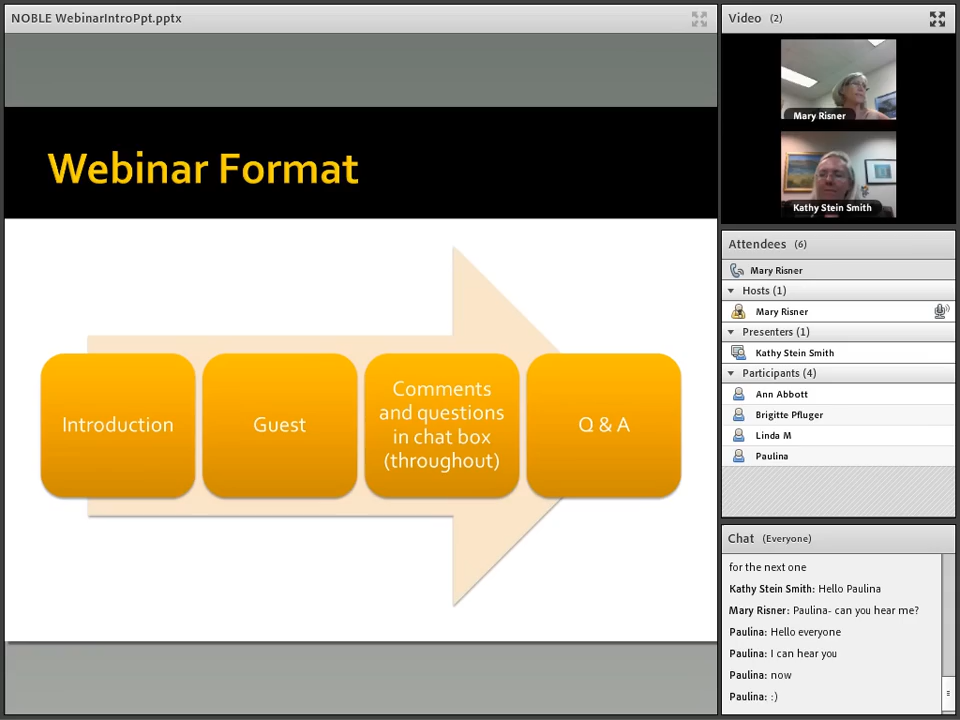 NOBLE WebinarIntroPpt.pptx
Webinar Format
Introduction
Guest
Comments
and questions
in chat box
(throughout)
Q & A
Video (2)
Mary Risner
Kathy Stein Smith
Attendees (6)
Mary Risner
Hosts (1)
Mary Risner
Presenters (1)
Kathy Stein Smith
Participants (4)
Ann Abbott
Brigitte Pfluger
Linda M
Paulina
Chat (Everyone)
for the next one
Kathy Stein Smith: Hello Paulina
Mary Risner: Paulina- can you hear me?
Paulina: Hello everyone
Paulina: I can hear you
Paulina: now
Paulina: :)